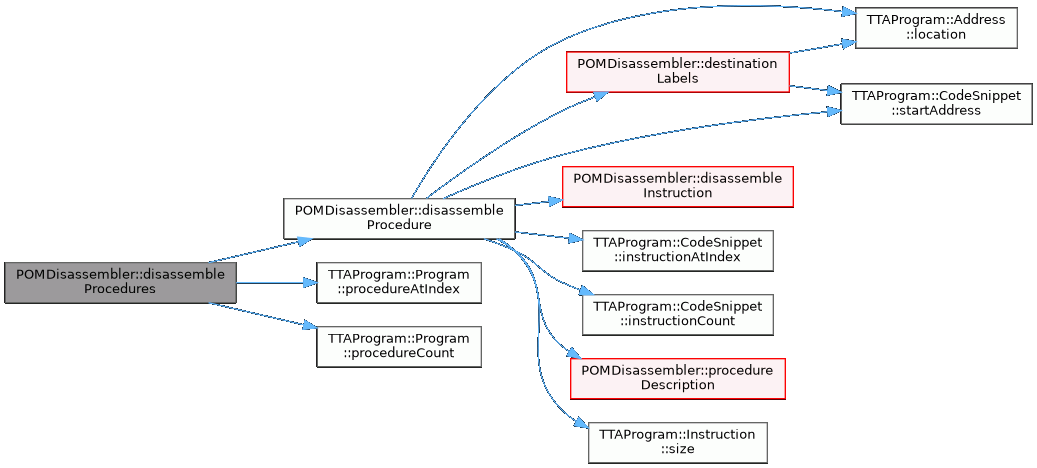 POMDisassembler::disassemble
Procedures
POMDisassembler::disassemble
Procedure
TTAProgram::Program
::procedureAtIndex
TTAProgram::Program
::procedureCount
TTAProgram::Address
::location
POMDisassembler::destination
Labels
TTAProgram::CodeSnippet
::startAddress
POMDisassembler::disassemble
Instruction
TTAProgram::CodeSnippet
::instructionAtIndex
TTAProgram::CodeSnippet
::instructionCount
POMDisassembler::procedure
Description
TTAProgram::Instruction
::size